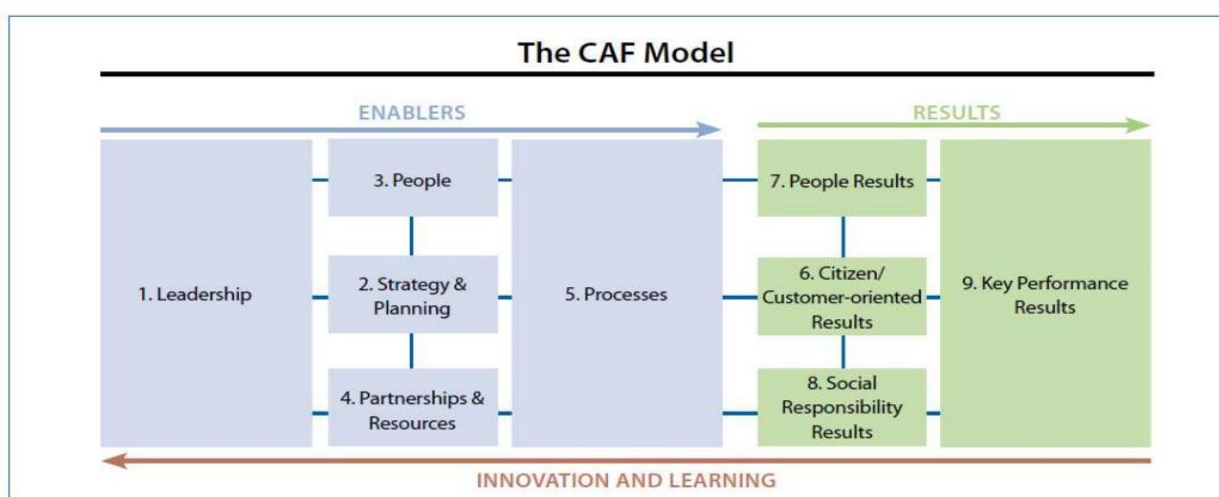 The CAF Model
ENABLERS
RESULTS
1. Leadership
3. People
2. Strategy &
Planning
4. Partnerships &
Resources
5. Processes
7. People Results
6. Citizen/
Customer-oriented
Results
8. Social
Responsibility
Results
9. Key Performance
Results
INNOVATION AND LEARNING